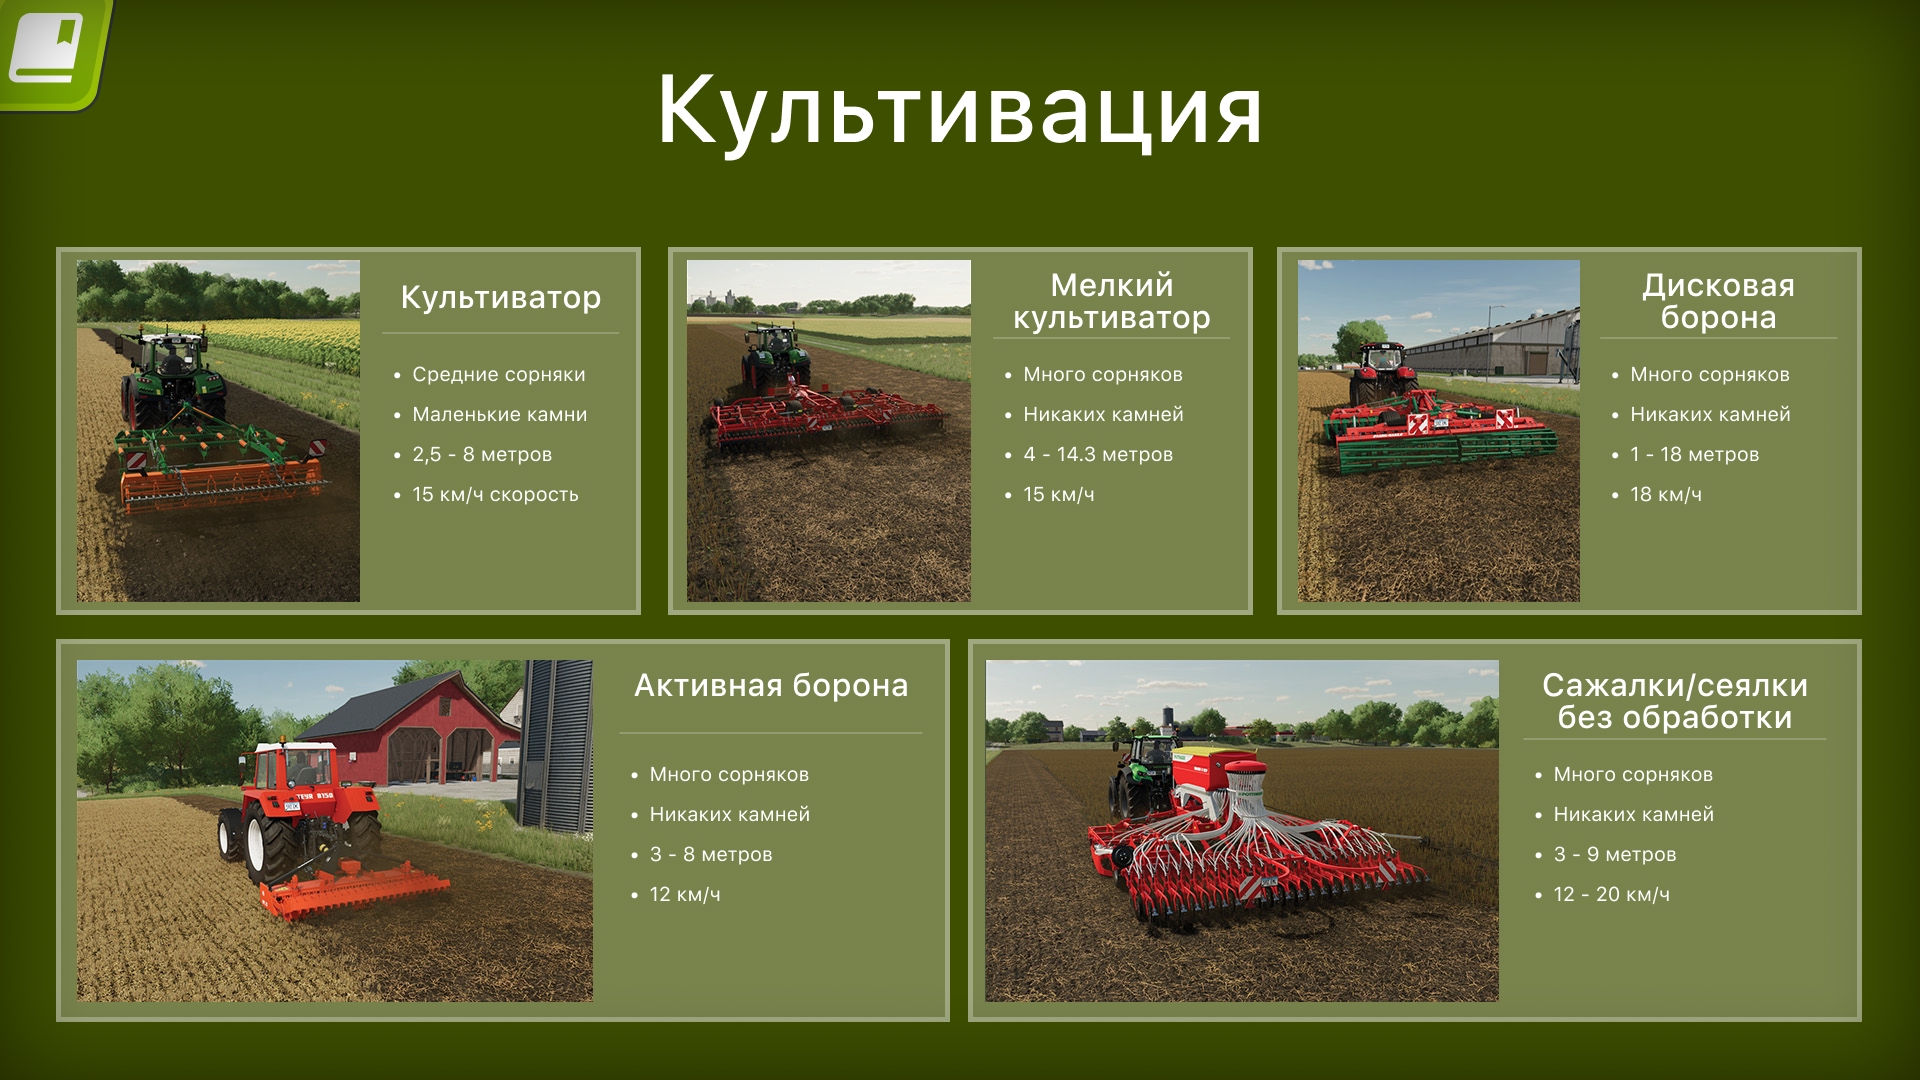 Культивация
Культиватор
• Средние сорняки
• Маленькие камни
• 2,5 - 8 метров
• 15 км/ч скорость
Мелкий
культиватор
• Много сорняков
• Никаких камней
• 4 - 14.3 метров
• 15 км/ч
Дисковая
борона
• Много сорняков
• Никаких камней
• 1 - 18 метров
• 18 км/ч
Активная борона
• Много сорняков
• Никаких камней
• 3 - 8 метров
• 12 км/ч
STEYR 8150
Сажалки/сеялки
без обработки
• Много сорняков
• Никаких камней
• 3 - 9 метров
• 12 - 20 км/ч